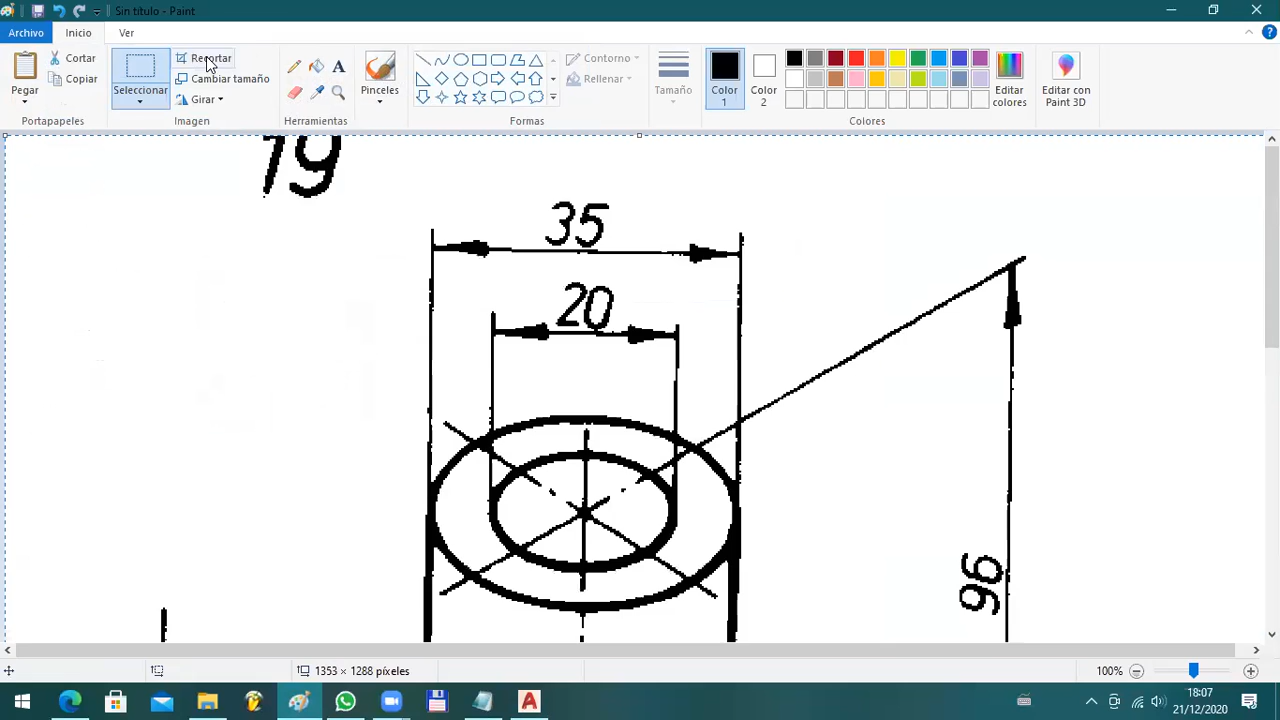 Sin título - Paint
Archivo
Inicio
Ver
Pegar
Cortar
Copiar
Portapapeles
Seleccionar
Recortar
Cambiar tamaño
Girar
Imagen
A
Herramientas
Pinceles
Contorno
Rellenar
Formas
Tamaño
Color 1
Color 2
Editar colores
Colores
Editar con Paint 3D
19
35
20
96
1353 × 1288 píxeles
100%
18:07
21/12/2020